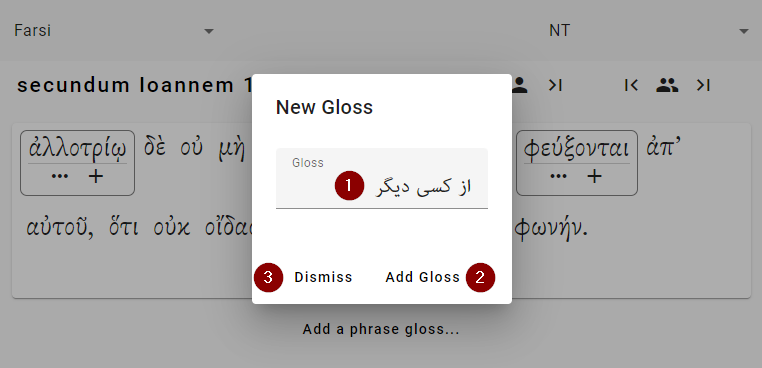 Farsi NT
secundum Ioannem 1
New Gloss
ἀλλοτρίῳ δὲ οὐ μὴ φεύξονται ἀπ’
Gloss
1 از کسی دیگر
αὐτοῦ, ὅτι οὐκ οἴδασ φωνήν.
3 Dismiss Add Gloss 2
Add a phrase gloss...